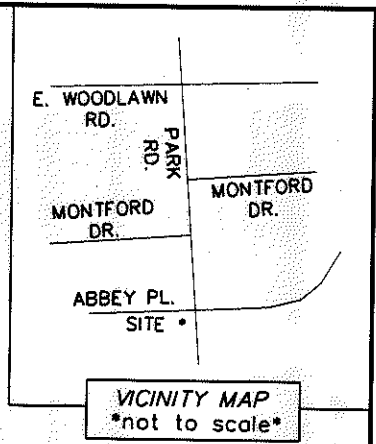 E. WOODLAWN
RD.
PARK
RD.
MONTFORD
DR.
MONTFORD
DR.
ABBEY PL.
SITE
VICINITY MAP
*not to scale*